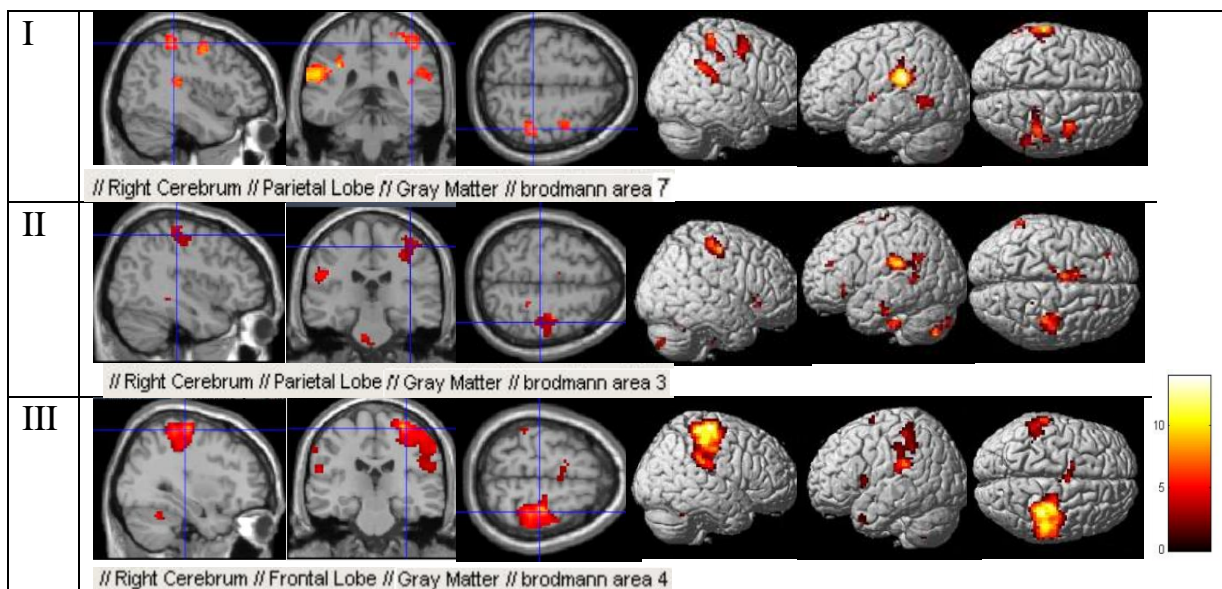 I
// Right Cerebrum // Parietal Lobe // Gray Matter // brodmann area 7
II
// Right Cerebrum // Parietal Lobe // Gray Matter // brodmann area 3
III
// Right Cerebrum // Frontal Lobe // Gray Matter // brodmann area 4
10
5
0